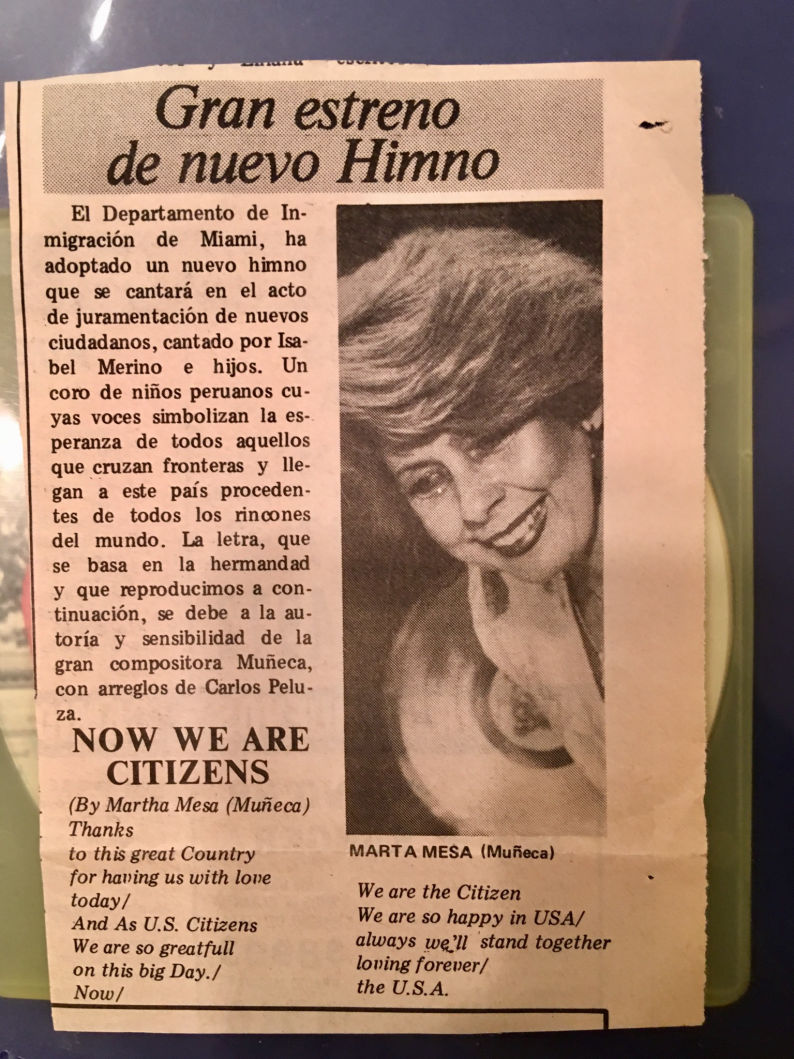 Gran estreno
de nuevo Himno
El Departamento de In-
migración de Miami, ha
adoptado un nuevo himno
que se cantará en el acto
de juramentación de nuevos
ciudadanos, cantado por Isa-
bel Merino e hijos. Un
coro de niños peruanos cu-
yas voces simbolizan la es-
peranza de todos aquellos
que cruzan fronteras y lle-
gan a este país proceden-
tes de todos los rincones
del mundo. La letra, que
se basa en la hermandad
y que reproducimos a con-
tinuación, se debe a la au-
toría y sensibilidad de la
gran compositora Muñeca,
con arreglos de Carlos Pelu-
za.
NOW WE ARE
CITIZENS
(By Martha Mesa (Muñeca)
Thanks
to this great Country
for having us with love
today/
And As U.S. Citizens
We are so greatfull
on this big Day./
Now/
MARTA MESA (Muñeca)
We are the Citizen
We are so happy in USA/
always we'll stand together
loving forever/
the U.S.A.